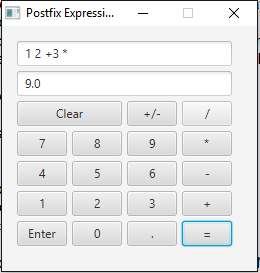 Postfix Expressi...
1 2 +3 *
9.0
Clear +/- /
7 8 9 *
4 5 6 -
1 2 3 +
Enter 0 . =